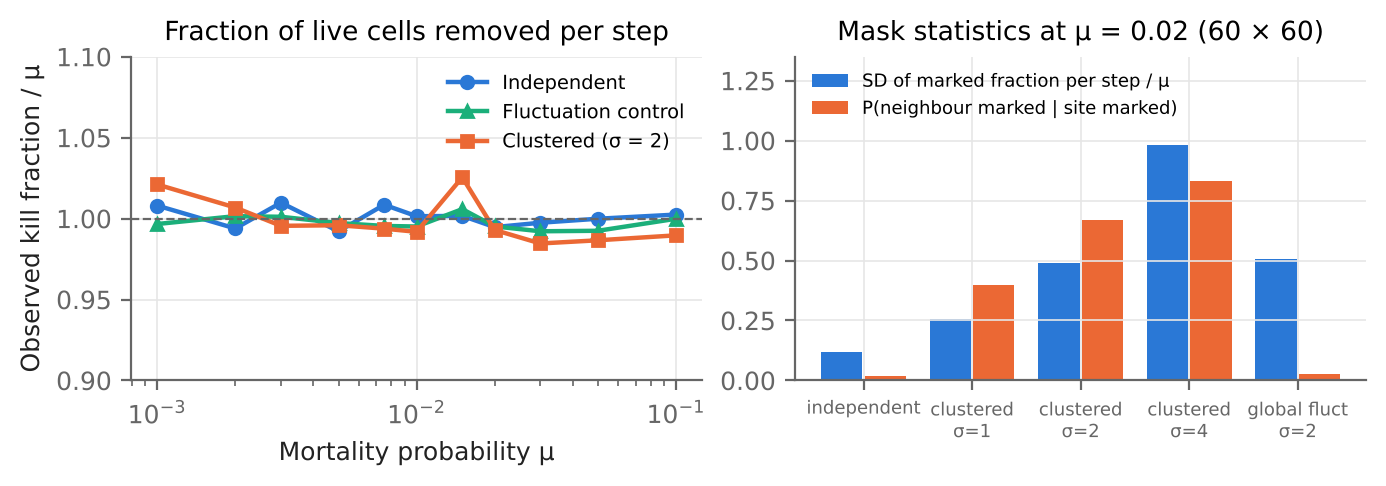 Fraction of live cells removed per step
Observed kill fraction / μ
1.10
1.05
1.00
0.95
0.90
Independent
Fluctuation control
Clustered (σ = 2)
10⁻³
10⁻²
10⁻¹
Mortality probability μ
Mask statistics at μ = 0.02 (60 × 60)
1.25
1.00
0.75
0.50
0.25
0.00
SD of marked fraction per step / μ
P(neighbour marked | site marked)
independent
clustered
σ=1
clustered
σ=2
clustered
σ=4
global fluct
σ=2